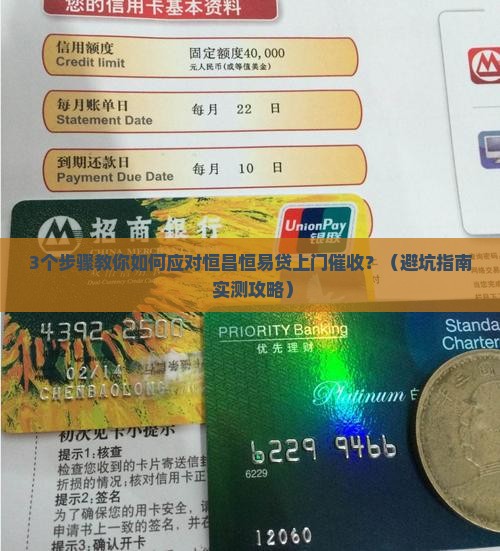 您的信用卡基本资料
信用额度
Credit limit
固定额度40,000
元人民币(或等值美金)
每月账单日
Statement Date
每月 22 日
到期还款日
Payment Due Date
每月 10 日
招商银行
CHINA MERCHANTS
UnionPay
银联
3个步骤教你如何应对恒昌恒易贷上门催收？（避坑指南
实测攻略）
4392 2500
02/14
CHENBAOLONG
PRIORITY Banking
优先理财
Standa
Charter
Platinum 白
6229 9466
6229
12060
初次见卡小提示
提示1:核查
检查您收到的卡片寄送信封
折损的情况;核对信用卡正
提示2:签名
为了确保您的用卡安全，请
申请书上一致的签名，并在
提示3:确认开卡